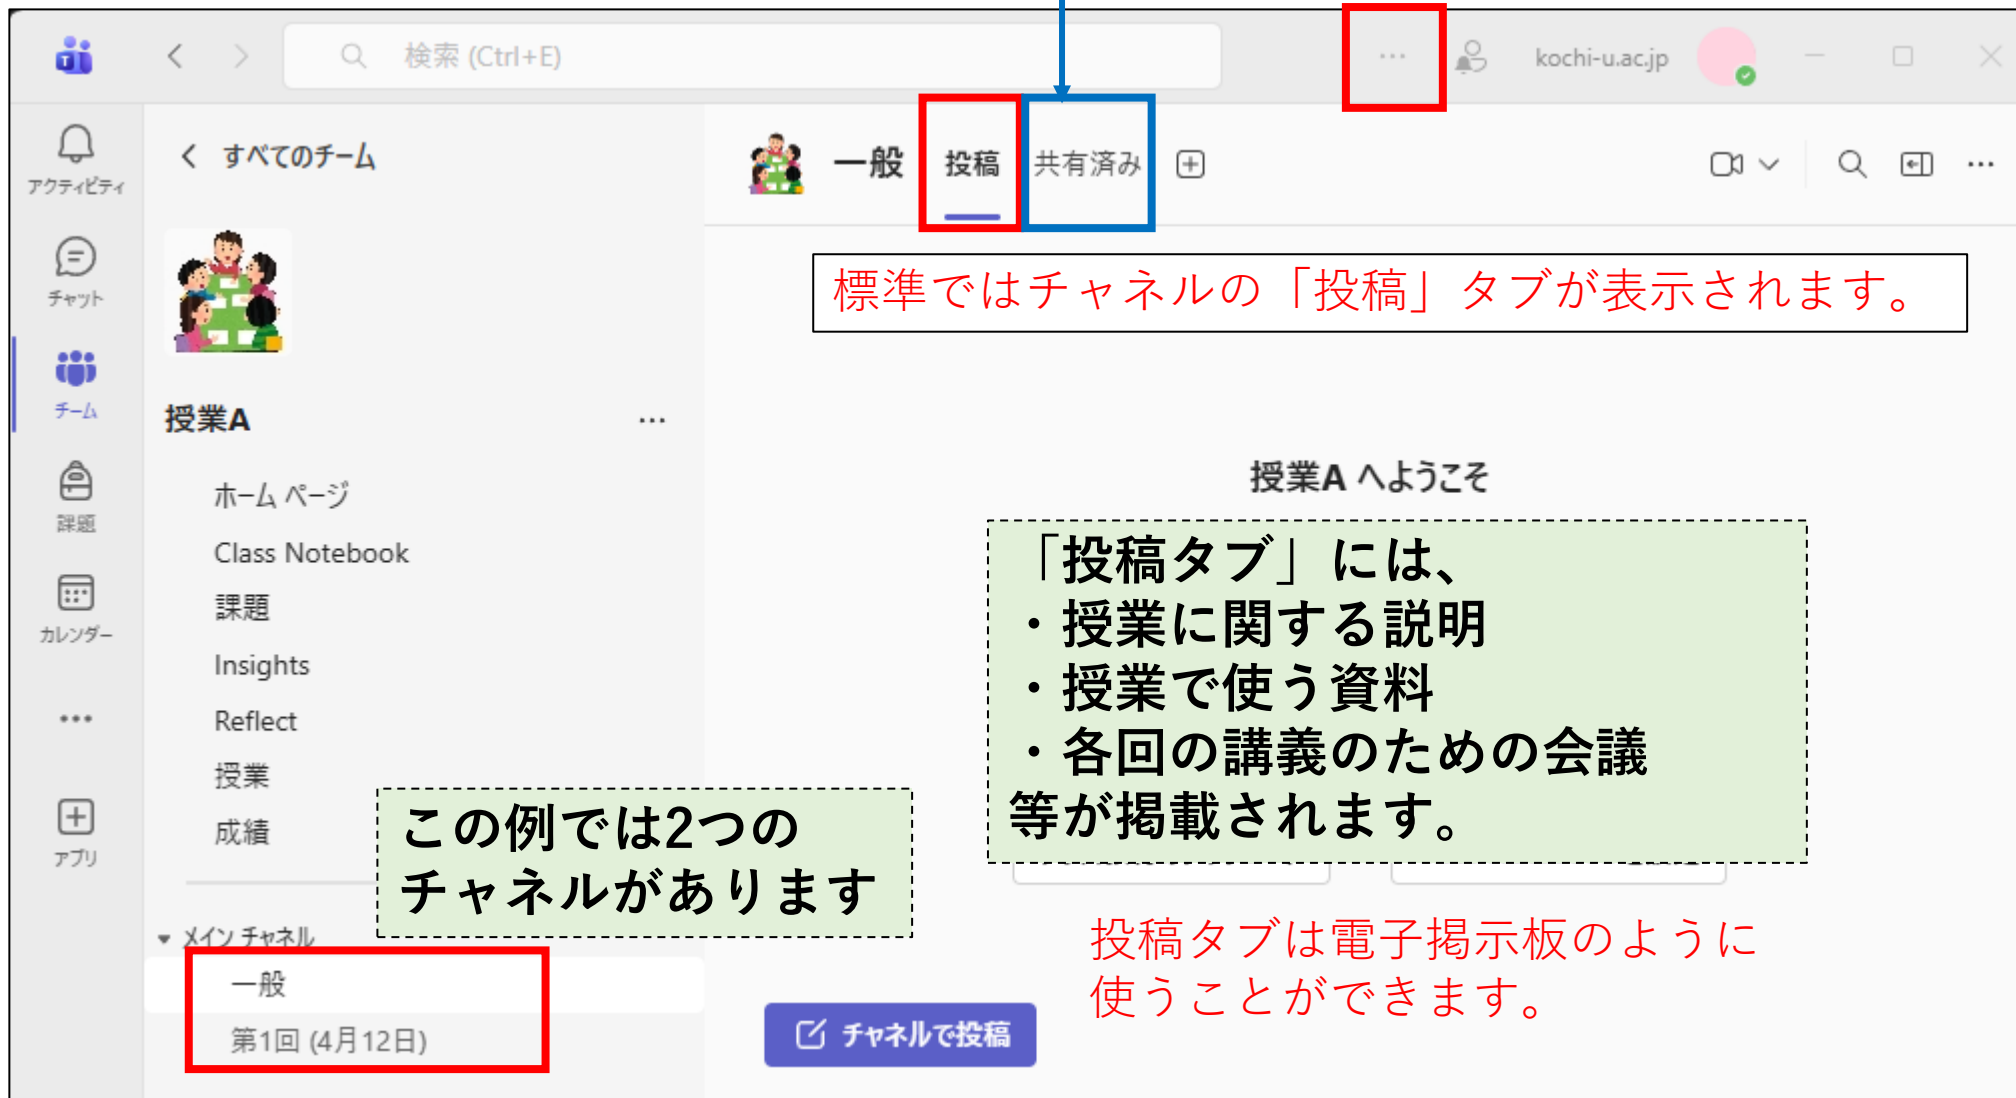 検索 (Ctrl+E)
kochi-u.ac.jp
アクティビティ
チャット
チーム
課題
カレンダー
アプリ
すべてのチーム
授業A
ホーム ページ
Class Notebook
課題
Insights
Reflect
授業
成績
この例では2つの
チャネルがあります
メイン チャネル
一般
第1回 (4月12日)
一般 投稿 共有済み
標準ではチャネルの「投稿」タブが表示されます。
授業A へようこそ
「投稿タブ」には、
・授業に関する説明
・授業で使う資料
・各回の講義のための会議
等が掲載されます。
投稿タブは電子掲示板のように
使うことができます。
チャネルで投稿